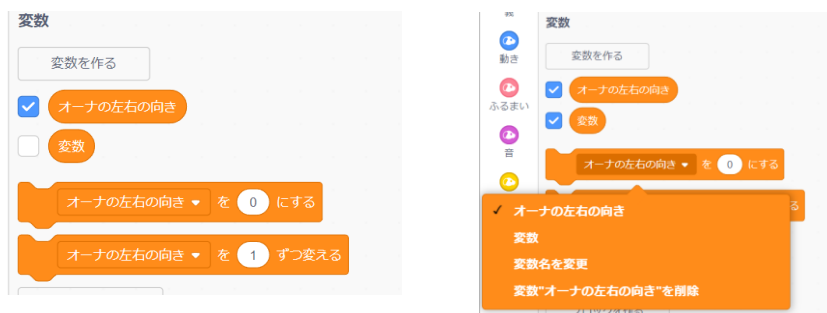 変数
変数を作る
オーナの左右の向き
変数
オーナの左右の向き を 0 にする
オーナの左右の向き を 1 ずつ変える
変数
動き
ふるまい
音
変数を作る
オーナの左右の向き
変数
オーナの左右の向き を 0 にする
る
オーナの左右の向き
変数
変数名を変更
変数"オーナの左右の向き"を削除